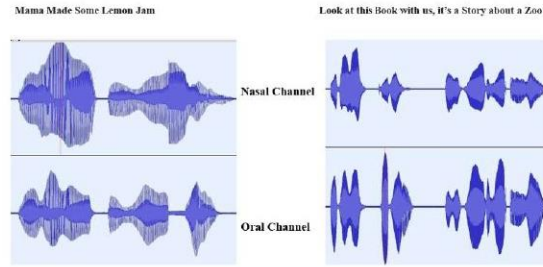 Mama Made Some Lemon Jam
Look at this Book with us, it's a Story about a Zoo
Nasal Channel
Oral Channel